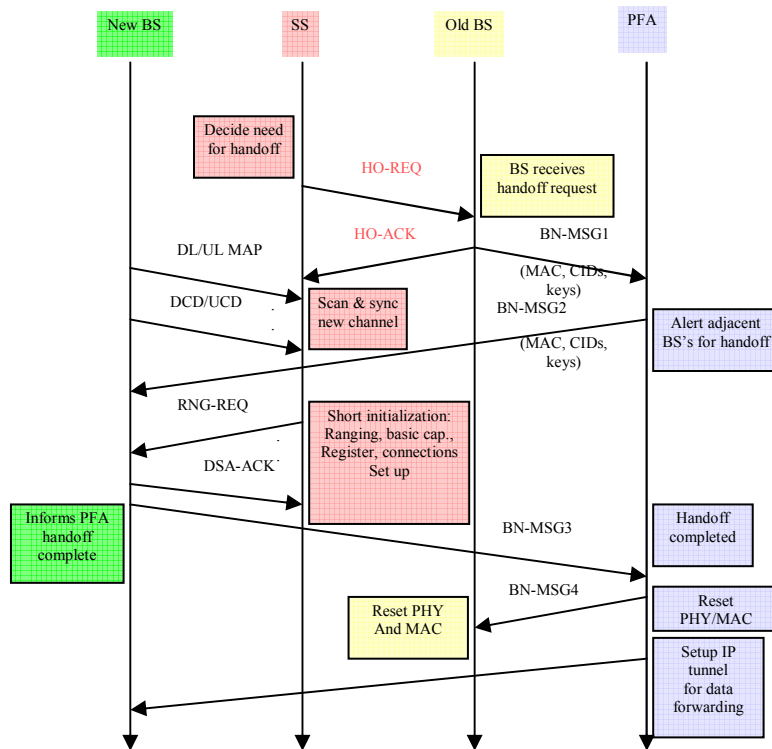 New BS
SS
Old BS
PFA
Decide need
for handoff
HO-REQ
BS receives
handoff request
HO-ACK
BN-MSG1
DL/UL MAP
(MAC, CIDs,
keys)
DCD/UCD
Scan & sync
new channel
BN-MSG2
Alert adjacent
BS's for handoff
(MAC, CIDs,
keys)
RNG-REQ
Short initialization:
Ranging, basic cap.,
Register, connections
Set up
DSA-ACK
Informs PFA
handoff
complete
BN-MSG3
Handoff
completed
BN-MSG4
Reset PHY
And MAC
Reset
PHY/MAC
Setup IP
tunnel
for data
forwarding